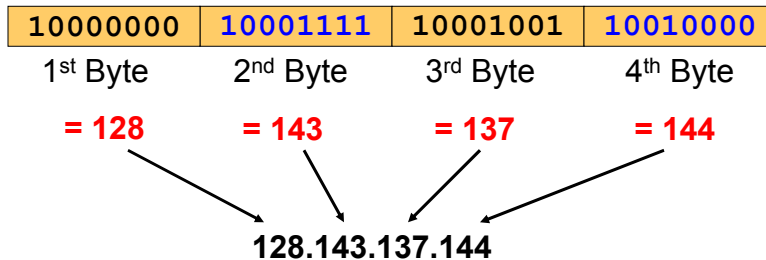 10000000 10001111 10001001 10010000
1st Byte 2nd Byte 3rd Byte 4th Byte
= 128 = 143 = 137 = 144
128.143.137.144